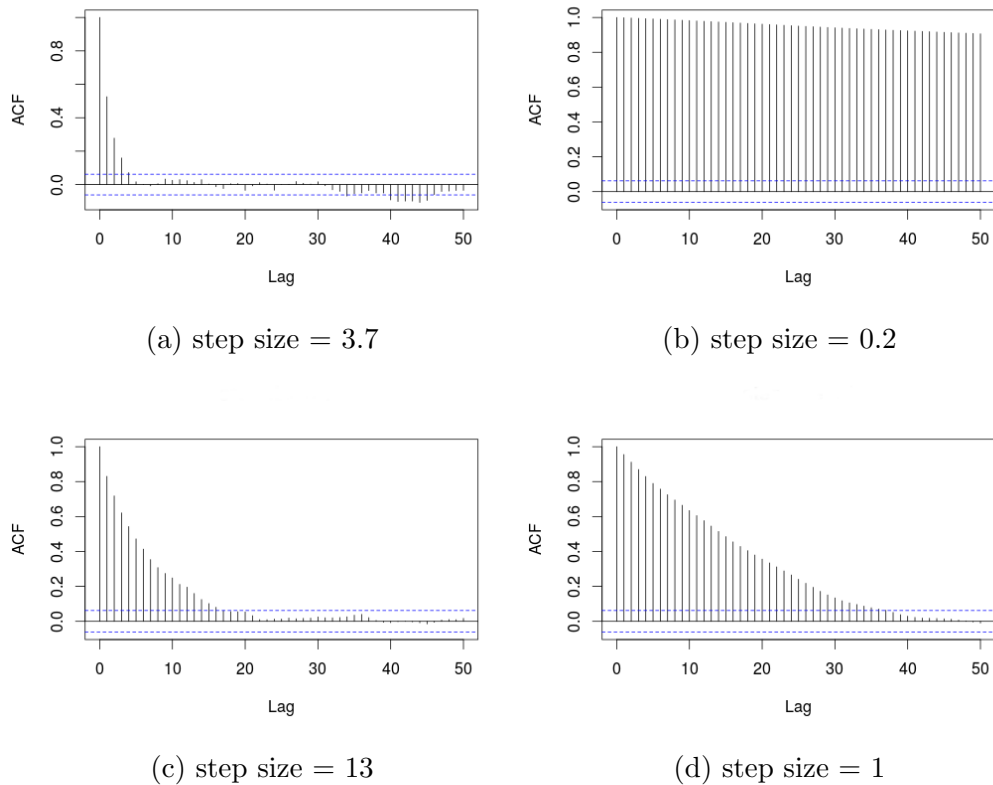 ACF
0.0 0.4 0.8
0 10 20 30 40 50
Lag
(a) step size = 3.7
ACF
0.0 0.2 0.4 0.6 0.8 1.0
0 10 20 30 40 50
Lag
(b) step size = 0.2
ACF
0.0 0.2 0.4 0.6 0.8 1.0
0 10 20 30 40 50
Lag
(c) step size = 13
ACF
0.0 0.2 0.4 0.6 0.8 1.0
0 10 20 30 40 50
Lag
(d) step size = 1